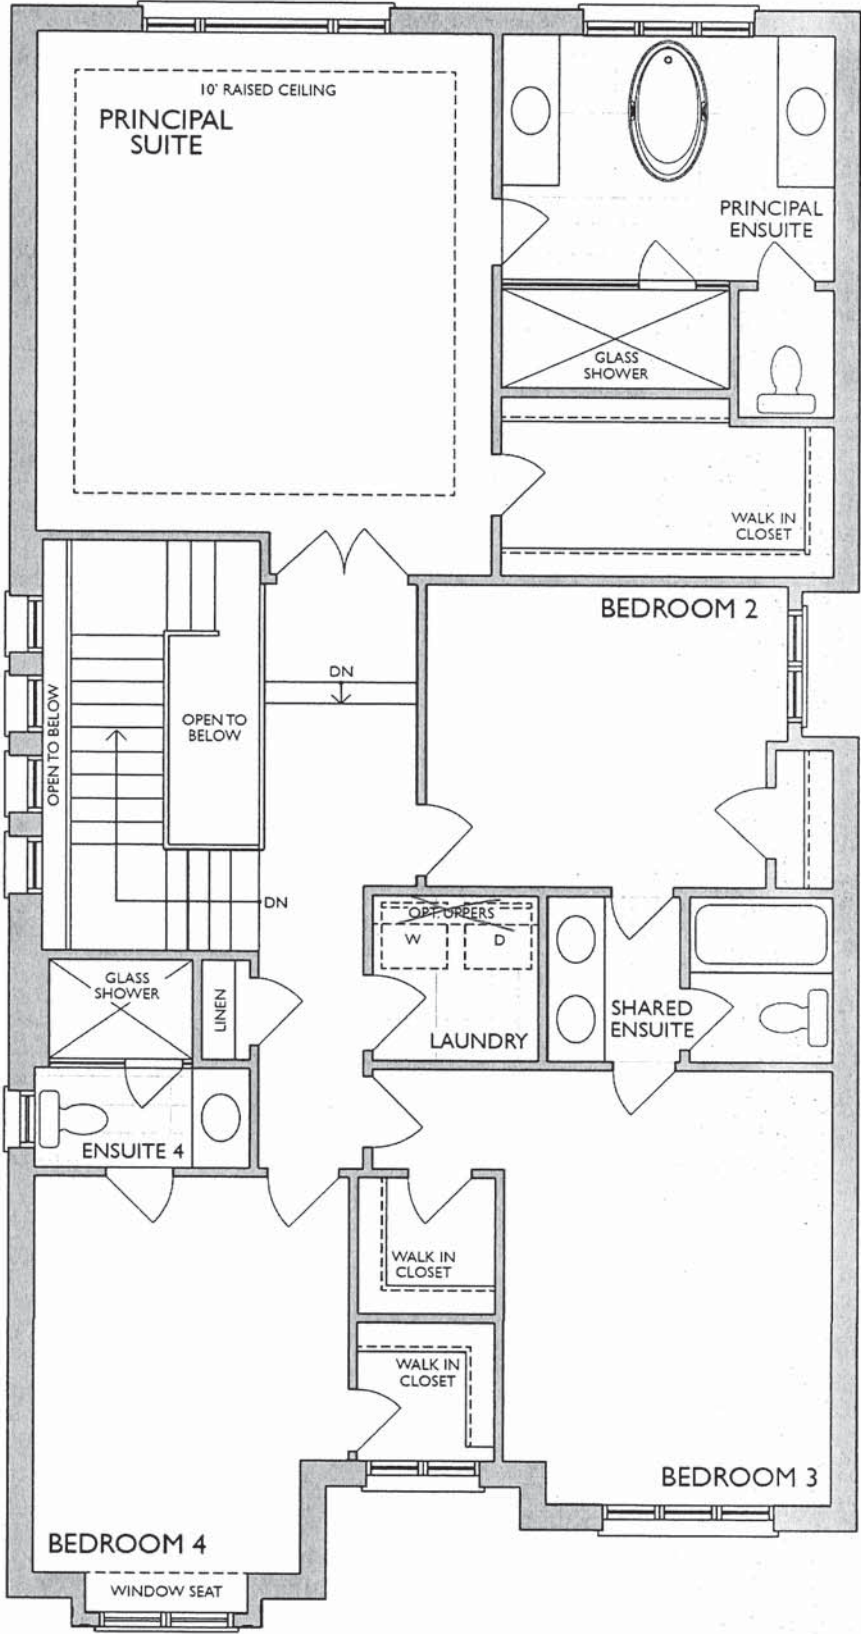 10' RAISED CEILING
PRINCIPAL
SUITE
PRINCIPAL
ENSUITE
GLASS
SHOWER
WALK IN
CLOSET
BEDROOM 2
DN
OPEN TO BELOW
OPEN TO
BELOW
DN
OPT. UPPERS
W
D
GLASS
SHOWER
LINEN
LAUNDRY
SHARED
ENSUITE
ENSUITE 4
WALK IN
CLOSET
WALK IN
CLOSET
BEDROOM 3
BEDROOM 4
WINDOW SEAT